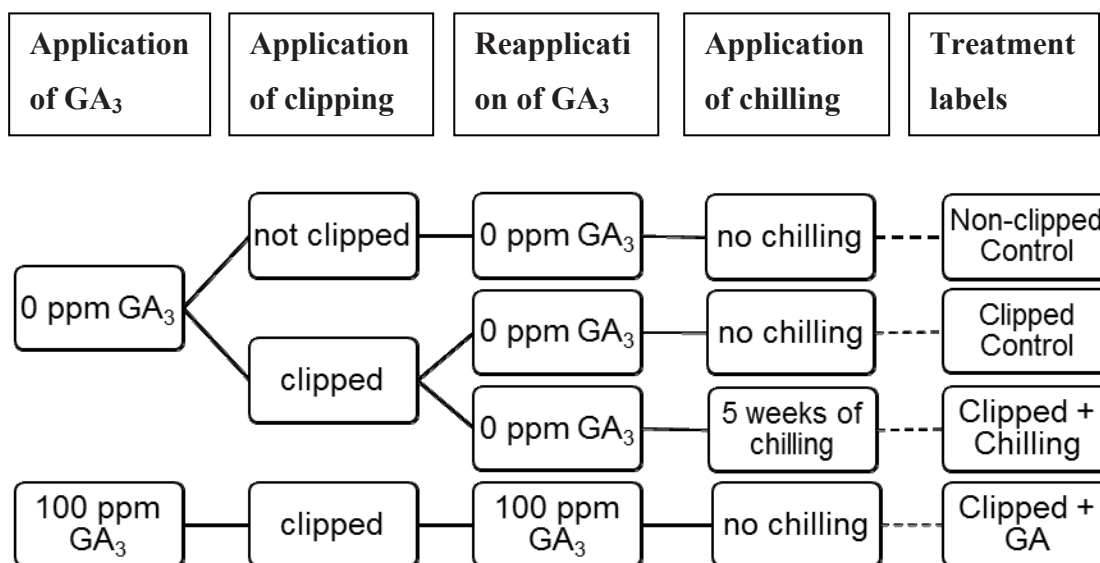 Application
of GA₃
Application
of clipping
Reapplicati
on of GA₃
Application
of chilling
Treatment
labels
not clipped
0 ppm GA₃
no chilling
Non-clipped
Control
0 ppm GA₃
clipped
0 ppm GA₃
no chilling
Clipped
Control
0 ppm GA₃
5 weeks of
chilling
Clipped +
Chilling
100 ppm
GA₃
clipped
100 ppm
GA₃
no chilling
Clipped +
GA